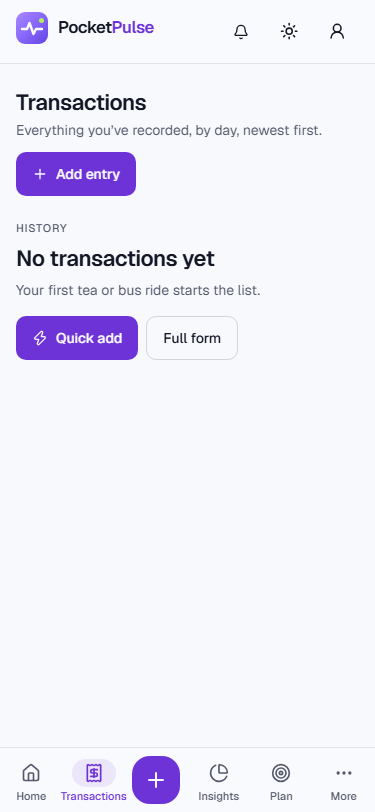 PocketPulse
Transactions
Everything you've recorded, by day, newest first.
Add entry
HISTORY
No transactions yet
Your first tea or bus ride starts the list.
Quick add
Full form
Home
Transactions
Insights
Plan
More